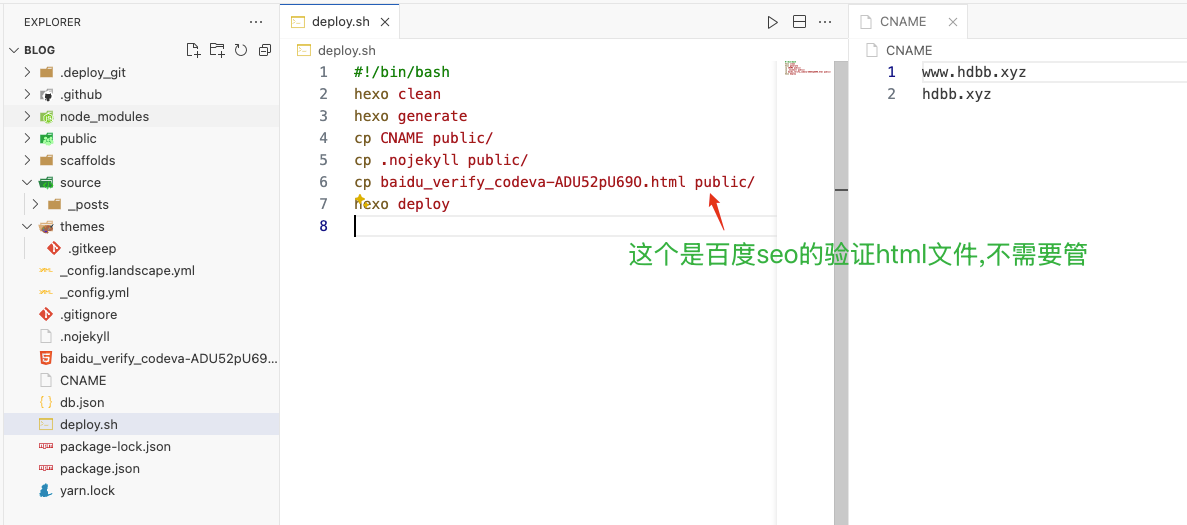 EXPLORER
BLOG
.deploy_git
.github
node_modules
public
scaffolds
source
_posts
themes
.gitkeep
_config.landscape.yml
_config.yml
.gitignore
.nojekyll
baidu_verify_codeva-ADU52pU69...
CNAME
db.json
deploy.sh
package-lock.json
package.json
yarn.lock
deploy.sh
deploy.sh
1 #!/bin/bash
2 hexo clean
3 hexo generate
4 cp CNAME public/
5 cp .nojekyll public/
6 cp baidu_verify_codeva-ADU52pU69O.html public/
7 hexo deploy
8
这个是百度seo的验证html文件,不需要管
CNAME
CNAME
1 www.hdbb.xyz
2 hdbb.xyz